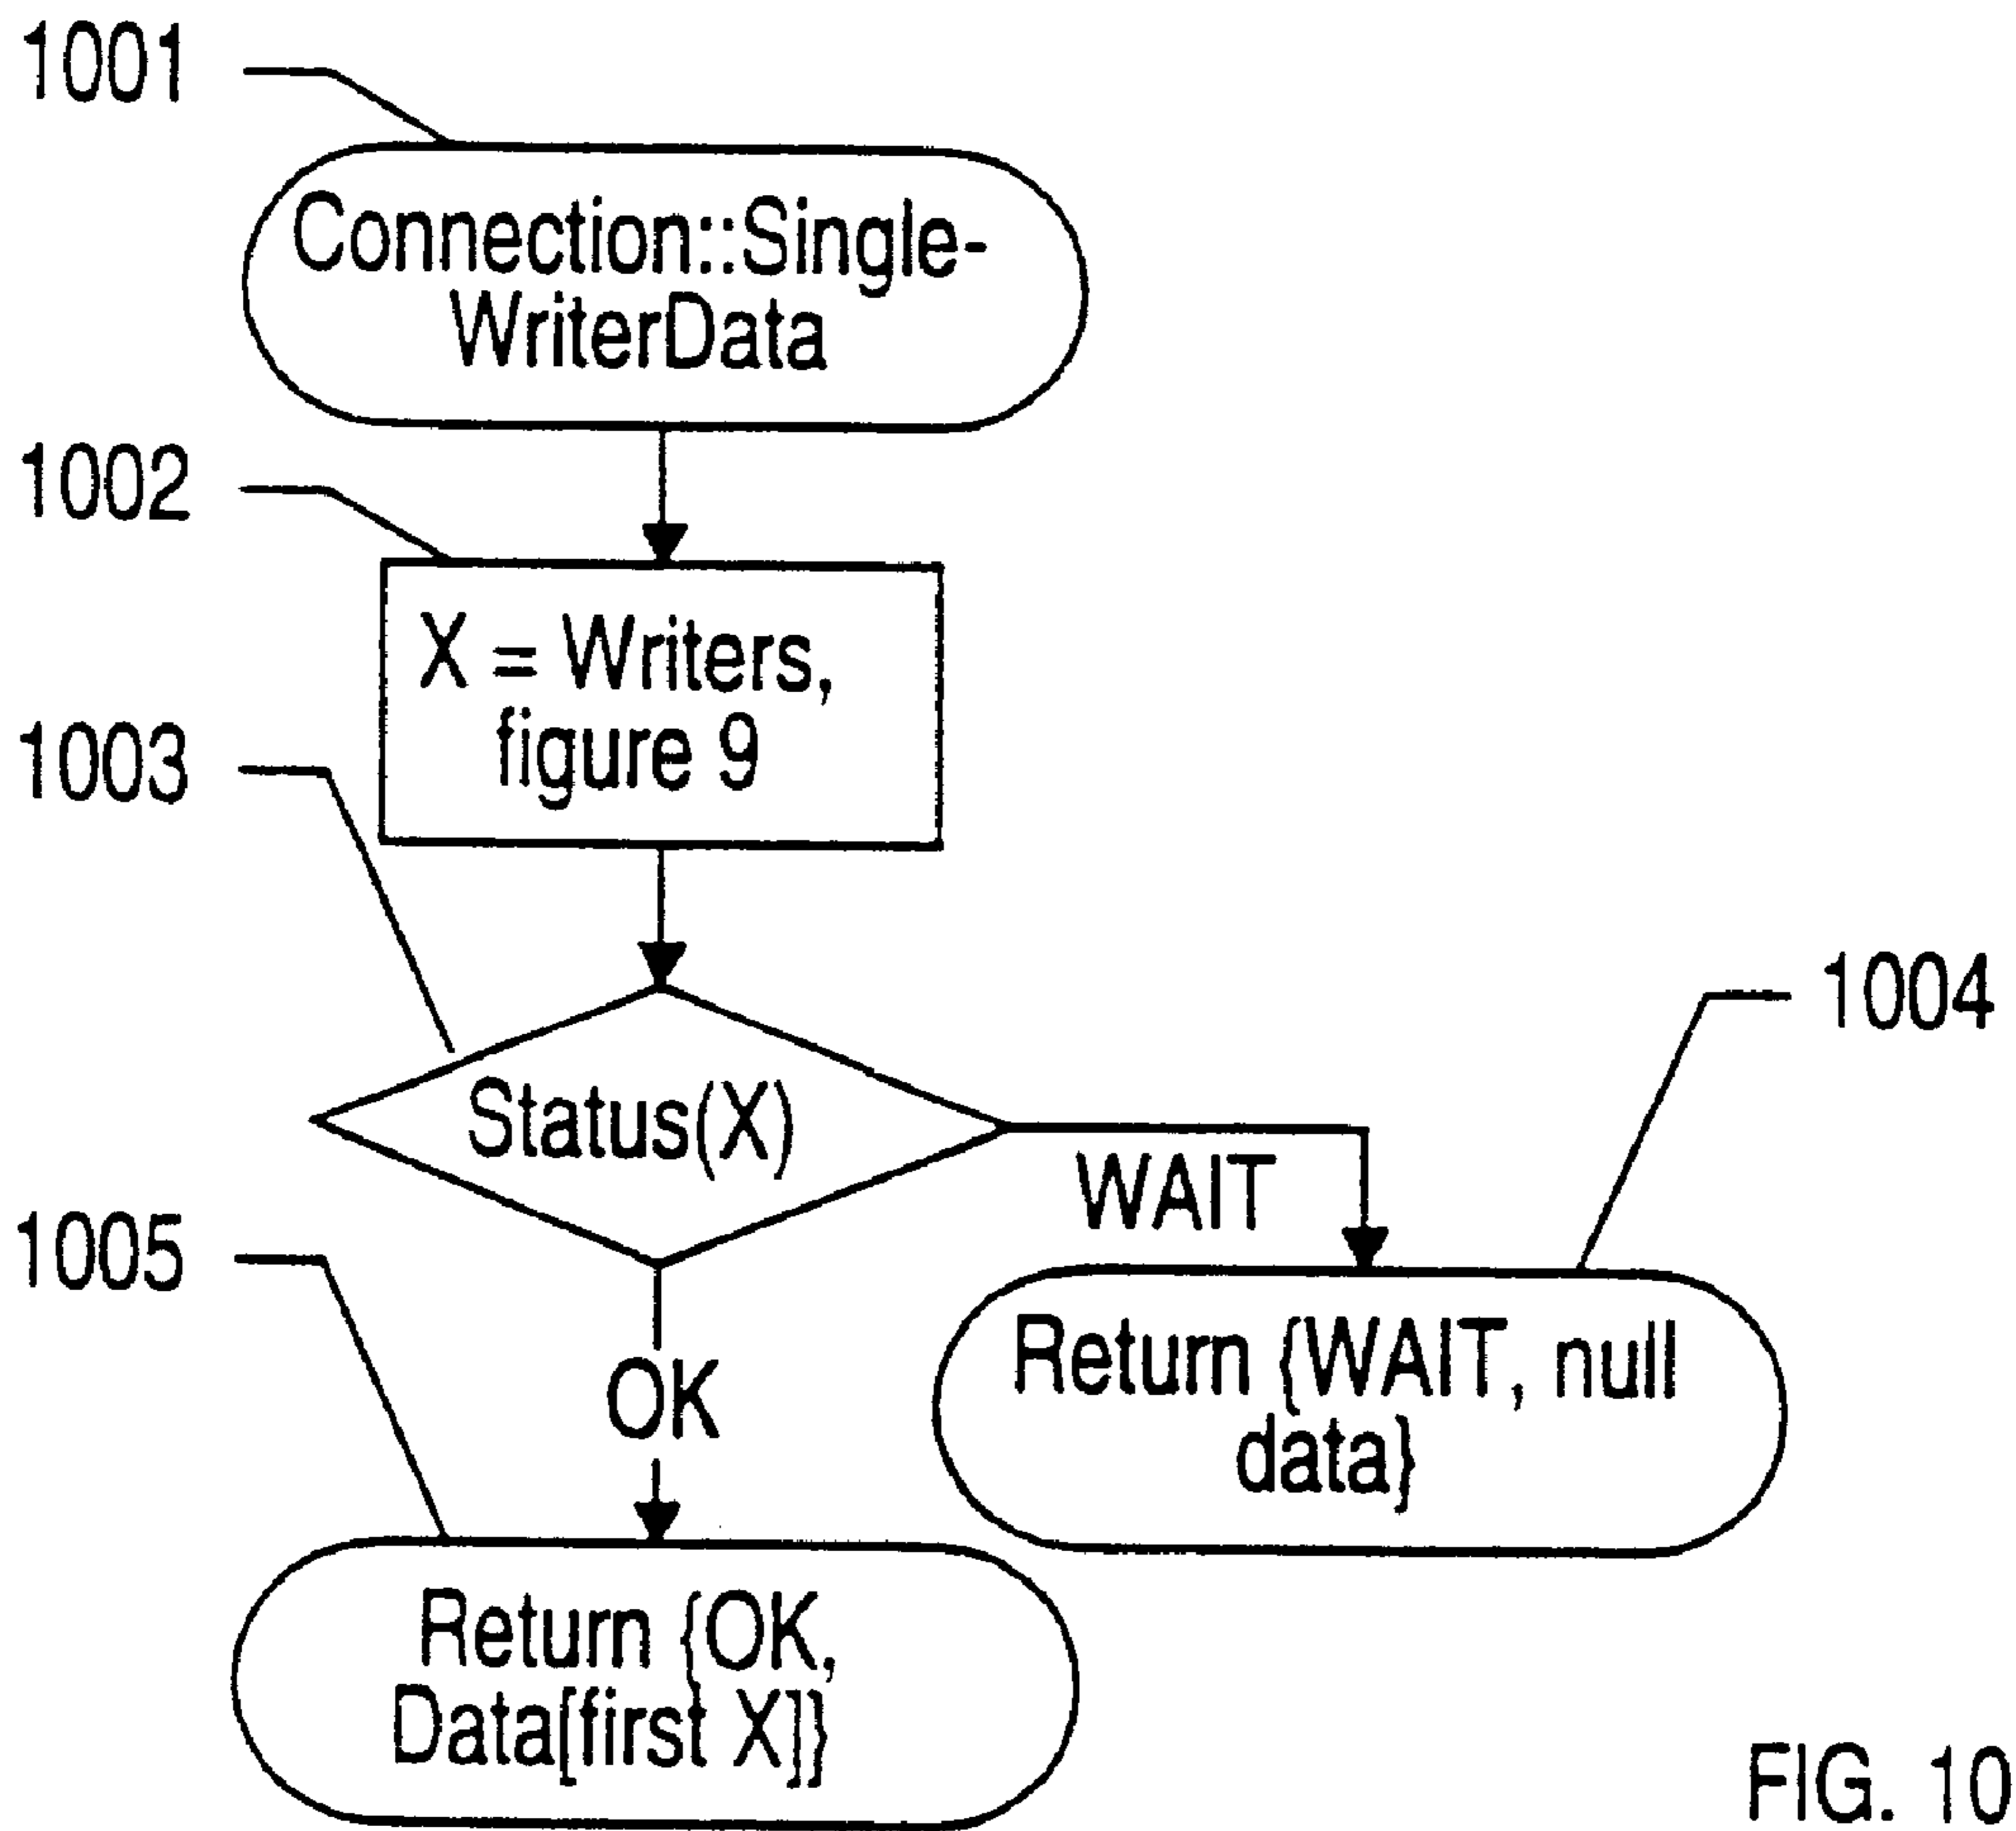 1001
Connection::Single-
WriterData
1002
X = Writers,
figure 9
1003
Status(X)
1004
WAIT
1005
OK
Return {WAIT, null
data}
Return {OK,
Data[first X]}
FIG. 10